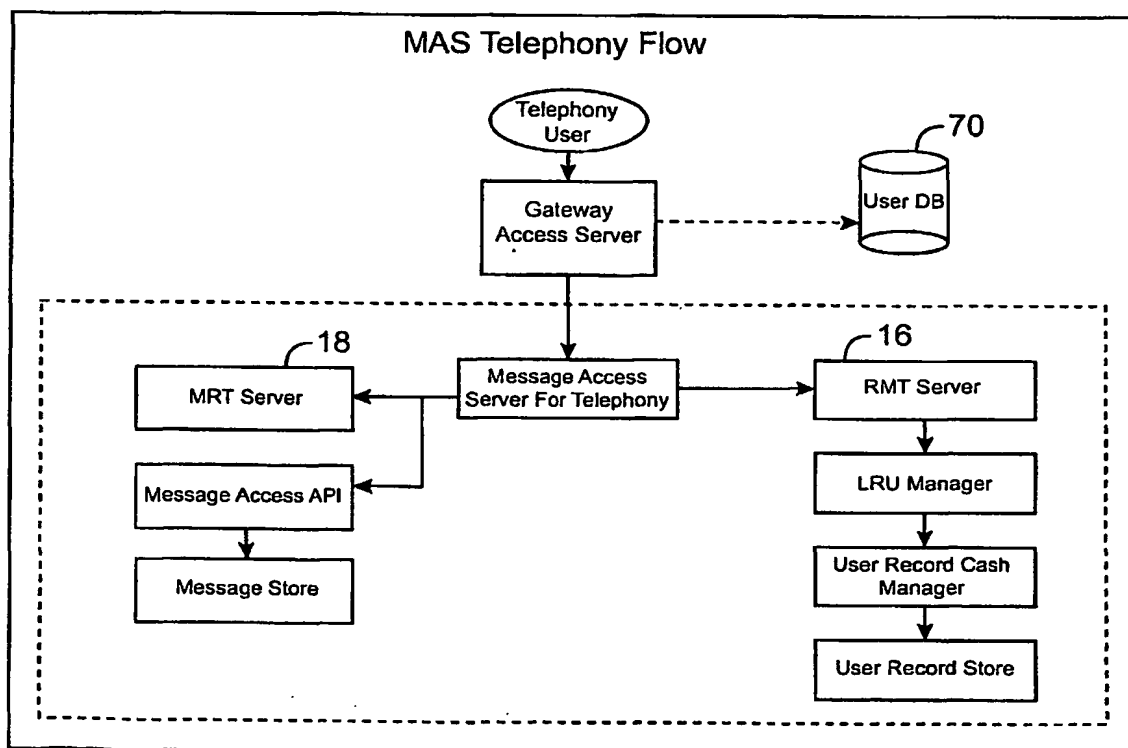 MAS Telephony Flow
Telephony
User
70
User DB
Gateway
Access Server
18
16
MRT Server
Message Access
Server For Telephony
RMT Server
Message Access API
LRU Manager
Message Store
User Record Cash
Manager
User Record Store